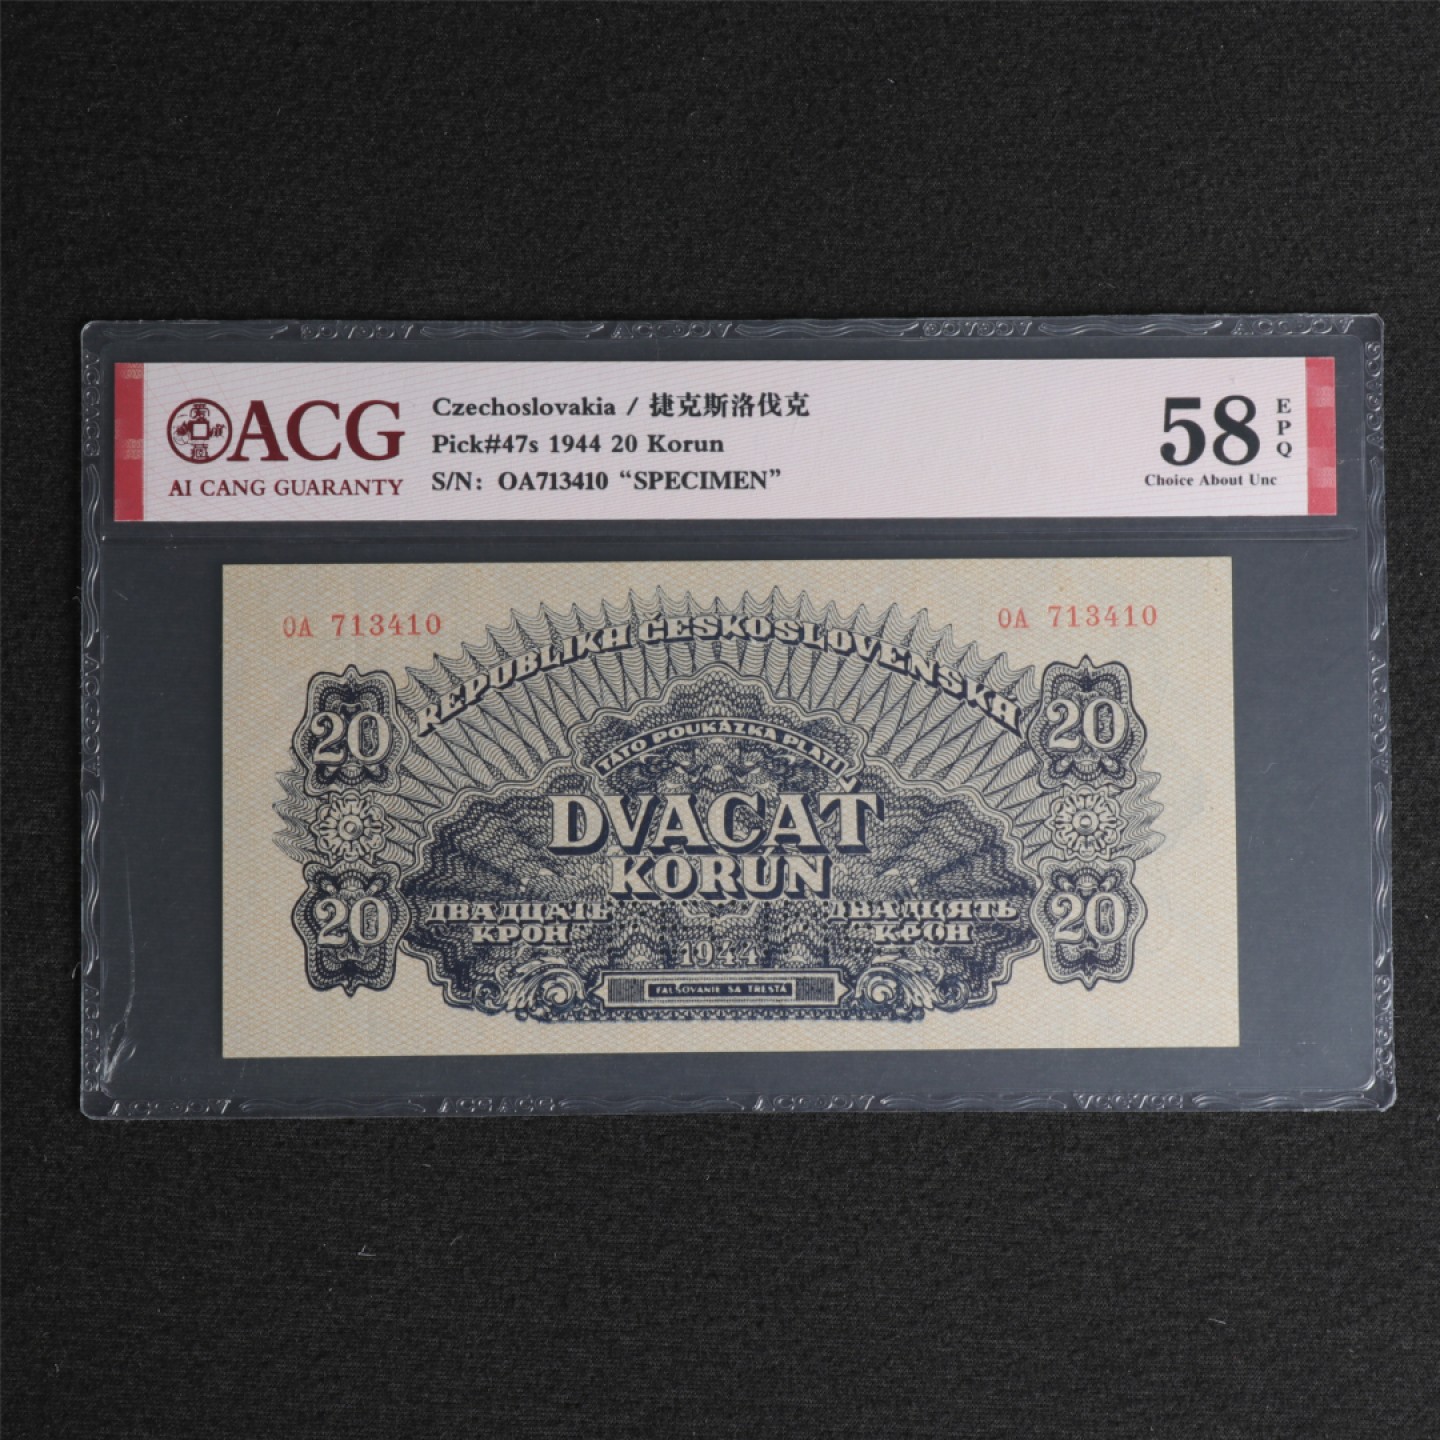 ACG
AI CANG GUARANTY
Czechoslovakia / 捷克斯洛伐克
Pick#47s 1944 20 Korun
S/N: OA713410 “SPECIMEN”
58
EPQ
Choice About Unc
OA 713410
OA 713410
REPUBLIKA ČESKOSLOVENSKA
TÁTO POUKÁZKA PLATÍ
20
20
DVACAŤ
KORÚN
20
20
ДВАДЦАТЬ
КРОН
ДВАДЦЯТЬ
КРОН
1944
FALŠOVANIE SA TRESTÁ